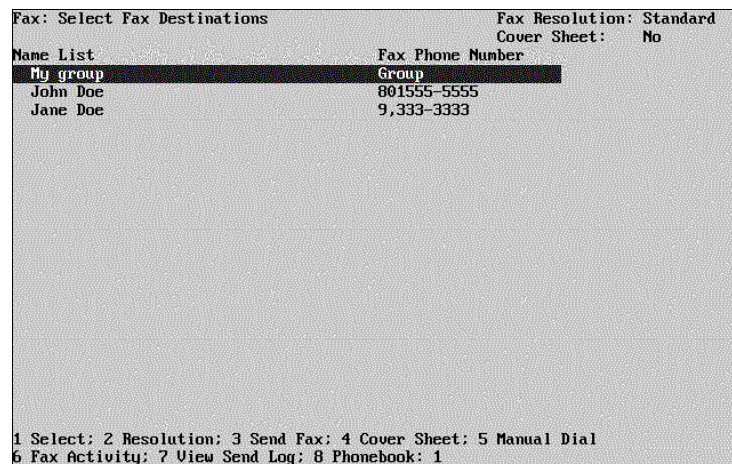 Fax: Select Fax Destinations Fax Resolution: Standard
Cover Sheet: No
Name List Fax Phone Number
My group Group
John Doe 801555-5555
Jane Doe 9,333-3333
1 Select; 2 Resolution; 3 Send Fax; 4 Cover Sheet; 5 Manual Dial
6 Fax Activity; 7 View Send Log; 8 Phonebook: 1